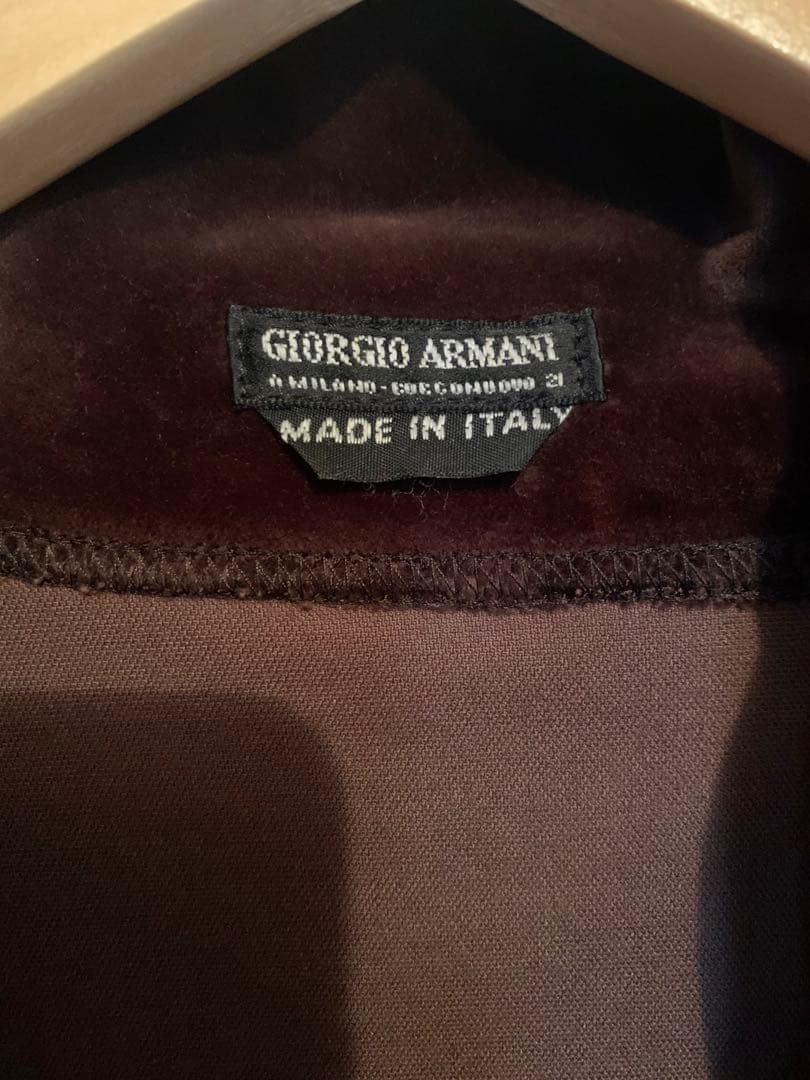 GIORGIO ARMANI
A MILANO-BORGONUOVO 21
MADE IN ITALY